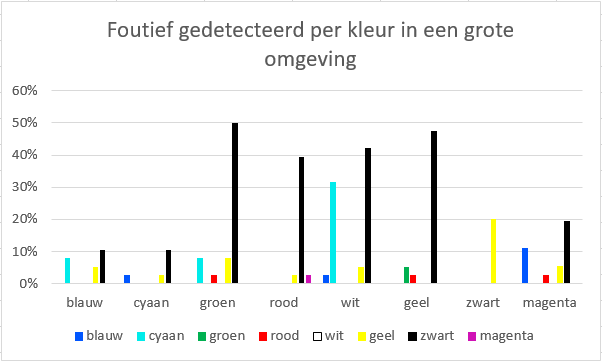 Foutief gedetecteerd per kleur in een grote
omgeving
60%
50%
40%
30%
20%
10%
0%
blauw cyaan groen rood wit geel zwart magenta
blauw cyaan groen rood wit geel zwart magenta